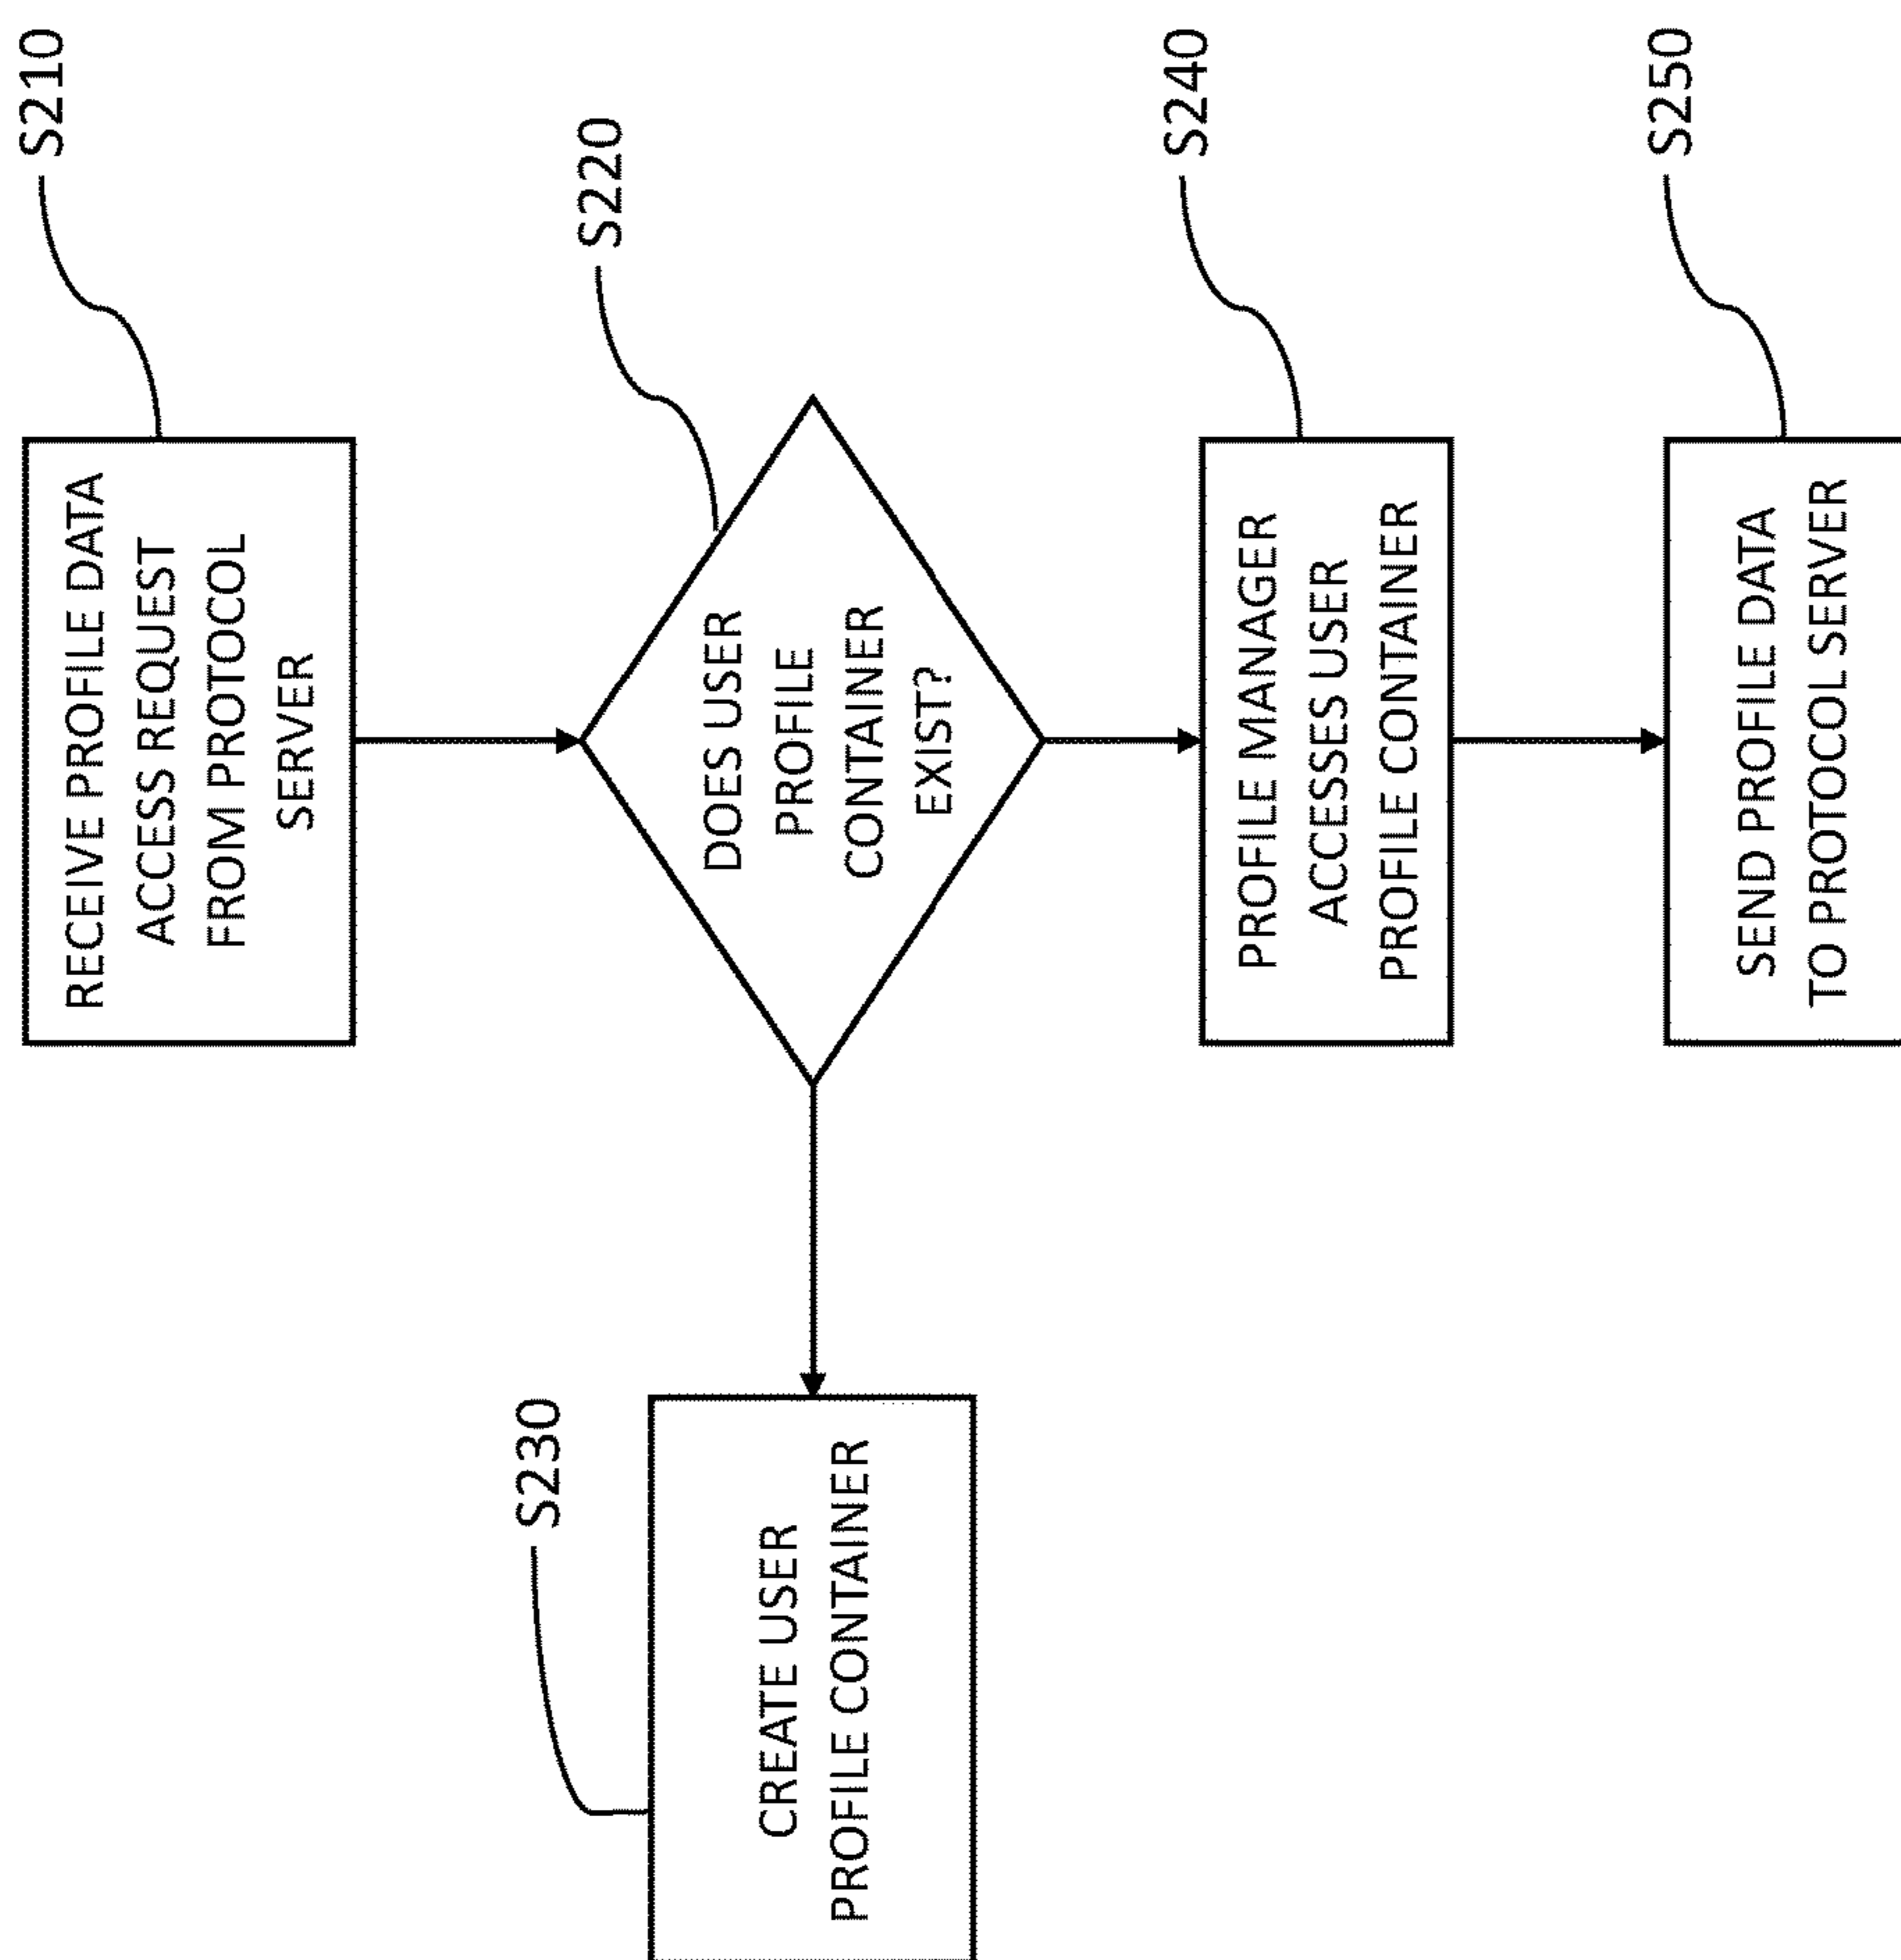 S210
RECEIVE PROFILE DATA
ACCESS REQUEST
FROM PROTOCOL
SERVER
S220
DOES USER
PROFILE
CONTAINER
EXIST?
S230
CREATE USER
PROFILE CONTAINER
S240
PROFILE MANAGER
ACCESSES USER
PROFILE CONTAINER
S250
SEND PROFILE DATA
TO PROTOCOL SERVER